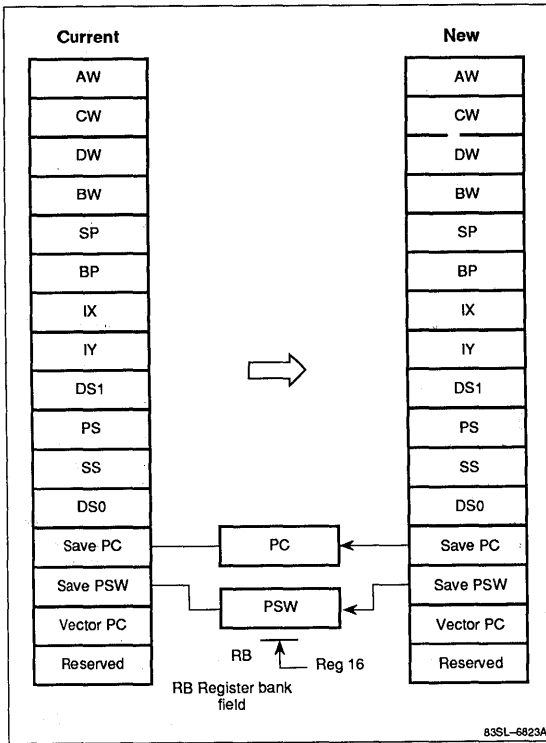 Current
New
AW
AW
CW
CW
DW
DW
BW
BW
SP
SP
BP
BP
IX
IX
IY
IY
DS1
DS1
PS
PS
SS
SS
DS0
DS0
Save PC
PC
Save PC
Save PSW
PSW
Save PSW
Vector PC
Vector PC
RB
Reg 16
Reserved
Reserved
RB Register bank
field
83SL–6823A